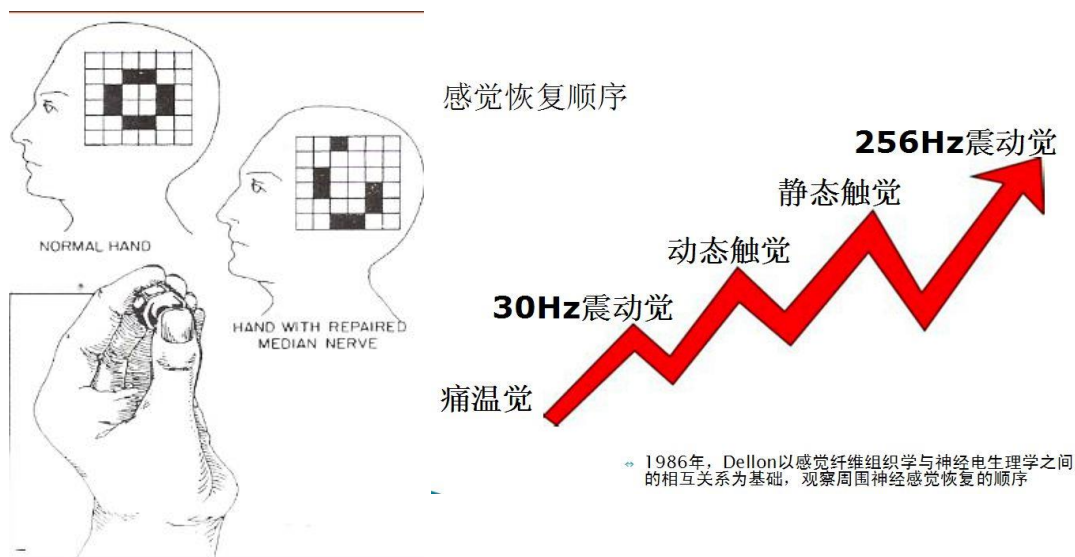 NORMAL HAND
HAND WITH REPAIRED
MEDIAN NERVE
感觉恢复顺序
256Hz震动觉
静态触觉
动态触觉
30Hz震动觉
痛温觉
1986年，Dellon以感觉纤维组织学与神经电生理学之间
的相互关系为基础，观察周围神经感觉恢复的顺序